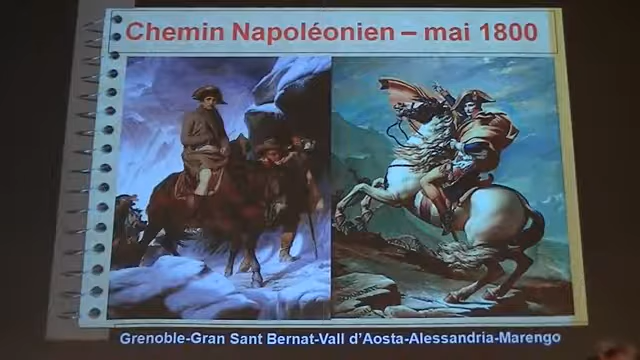 Chemin Napoléonien – mai 1800
Grenoble-Gran Sant Bernat-Vall d'Aosta-Alessandria-Marengo